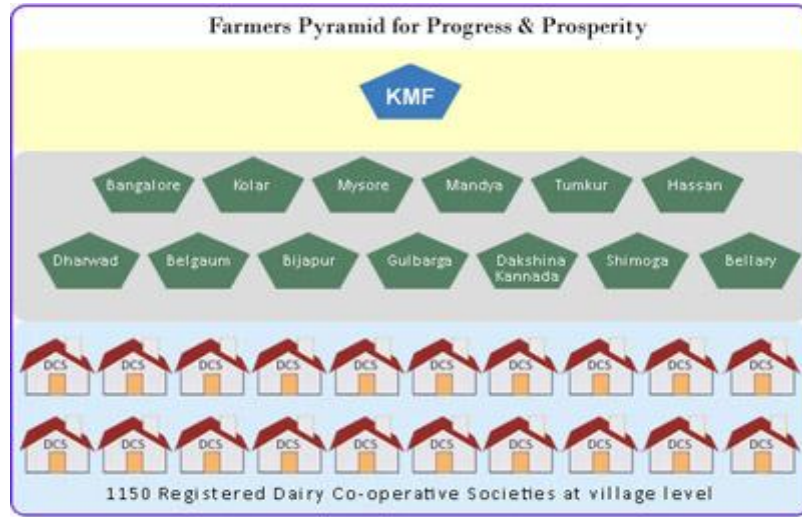 Farmers Pyramid for Progress & Prosperity
KMF
Bangalore Kolar Mysore Mandya Tumkur Hassan
Dharwad Belgaum Bijapur Gulbarga Dakshina Kannada Shimoga Bellary
DCS DCS DCS DCS DCS DCS DCS DCS DCS DCS
DCS DCS DCS DCS DCS DCS DCS DCS DCS DCS
1150 Registered Dairy Co-operative Societies at village level